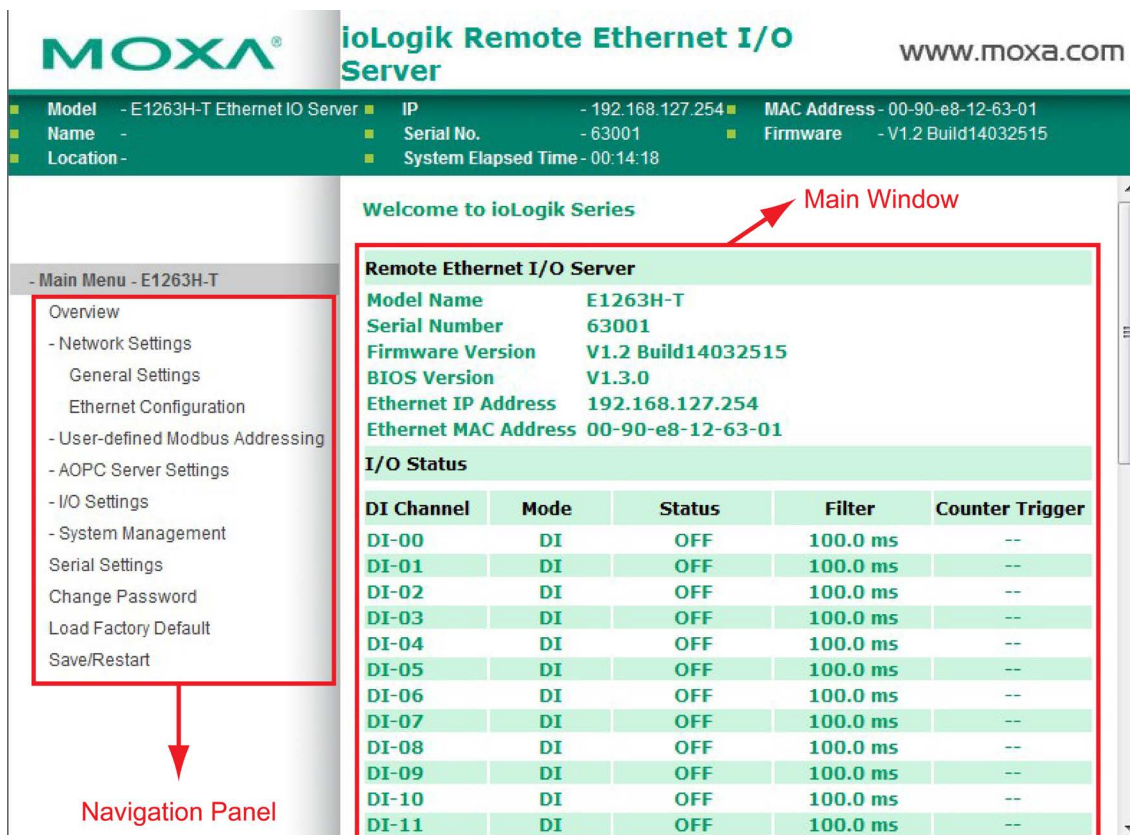 MOXA®
ioLogik Remote Ethernet I/O
Server
www.moxa.com
Model - E1263H-T Ethernet IO Server
IP - 192.168.127.254
MAC Address - 00-90-e8-12-63-01
Name -
Serial No. - 63001
Firmware - V1.2 Build14032515
Location -
System Elapsed Time - 00:14:18
- Main Menu - E1263H-T
Overview
- Network Settings
General Settings
Ethernet Configuration
- User-defined Modbus Addressing
- AOPC Server Settings
- I/O Settings
- System Management
Serial Settings
Change Password
Load Factory Default
Save/Restart
Navigation Panel
Welcome to ioLogik Series
Main Window
Remote Ethernet I/O Server
Model Name E1263H-T
Serial Number 63001
Firmware Version V1.2 Build14032515
BIOS Version V1.3.0
Ethernet IP Address 192.168.127.254
Ethernet MAC Address 00-90-e8-12-63-01
I/O Status
DI Channel Mode Status Filter Counter Trigger
DI-00 DI OFF 100.0 ms --
DI-01 DI OFF 100.0 ms --
DI-02 DI OFF 100.0 ms --
DI-03 DI OFF 100.0 ms --
DI-04 DI OFF 100.0 ms --
DI-05 DI OFF 100.0 ms --
DI-06 DI OFF 100.0 ms --
DI-07 DI OFF 100.0 ms --
DI-08 DI OFF 100.0 ms --
DI-09 DI OFF 100.0 ms --
DI-10 DI OFF 100.0 ms --
DI-11 DI OFF 100.0 ms --